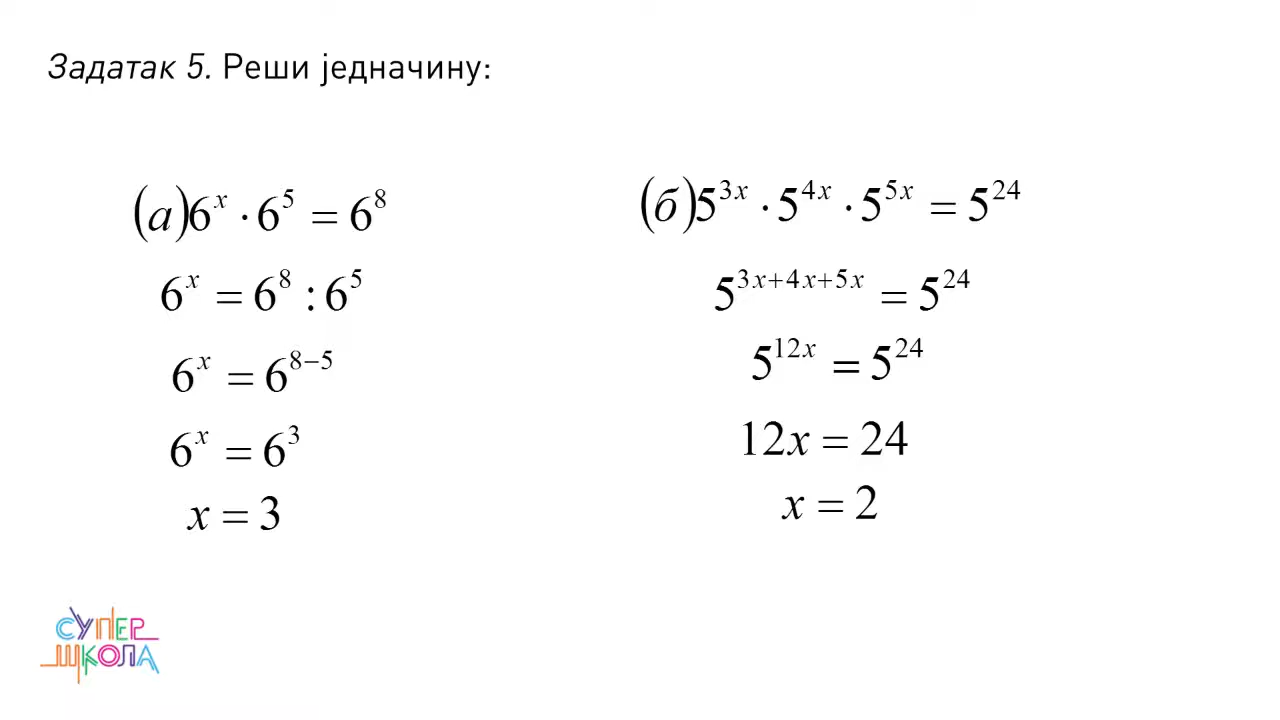 Задатак 5. Реши једначину:
(а)6^x · 6^5 = 6^8
6^x = 6^8 : 6^5
6^x = 6^{8−5}
6^x = 6^3
x = 3
(б)5^{3x} · 5^{4x} · 5^{5x} = 5^{24}
5^{3x+4x+5x} = 5^{24}
5^{12x} = 5^{24}
12x = 24
x = 2
СУПЕР
ШКОЛА